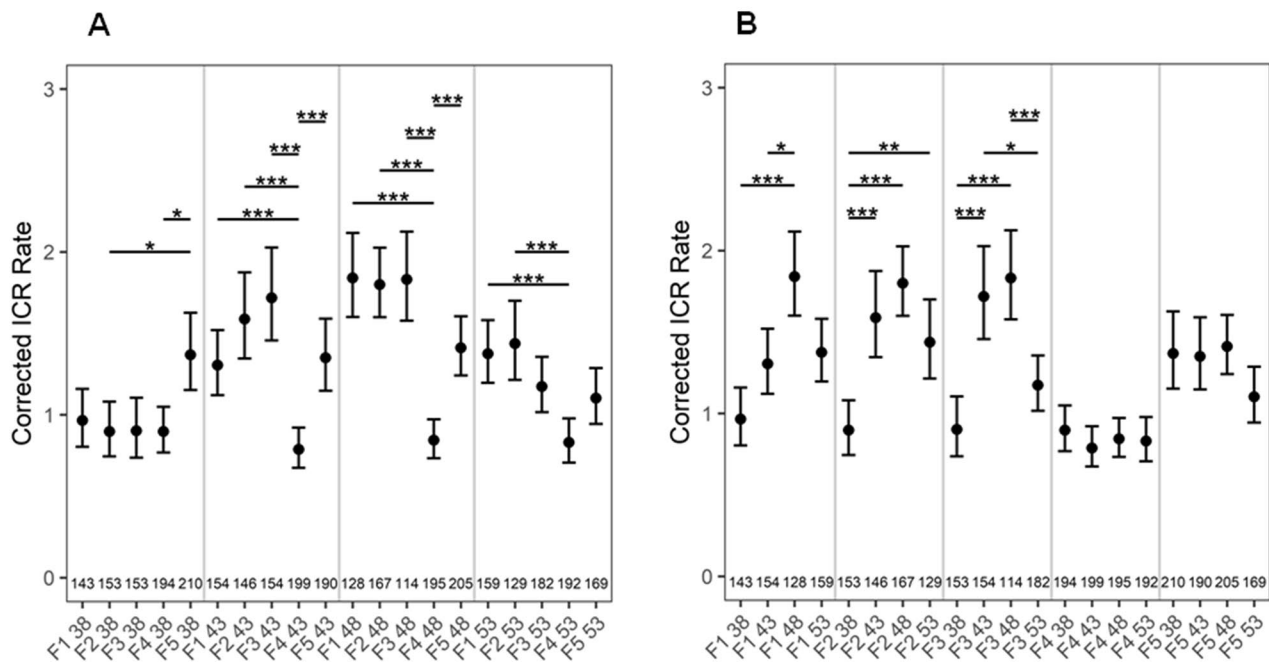 A
B
Corrected ICR Rate
3
2
1
0
***
***
***
***
***
***
***
***
*
*
***
***
143 153 153 194 210 154 146 154 199 190 128 167 114 195 205 159 129 182 192 169
F1 38 F2 38 F3 38 F4 38 F5 38 F1 43 F2 43 F3 43 F4 43 F5 43 F1 48 F2 48 F3 48 F4 48 F5 48 F1 53 F2 53 F3 53 F4 53 F5 53
Corrected ICR Rate
3
2
1
0
***
* ** *
*** *** ***
*** ***
143 154 128 159 153 146 167 129 153 154 114 182 194 199 195 192 210 190 205 169
F1 38 F1 43 F1 48 F1 53 F2 38 F2 43 F2 48 F2 53 F3 38 F3 43 F3 48 F3 53 F4 38 F4 43 F4 48 F4 53 F5 38 F5 43 F5 48 F5 53